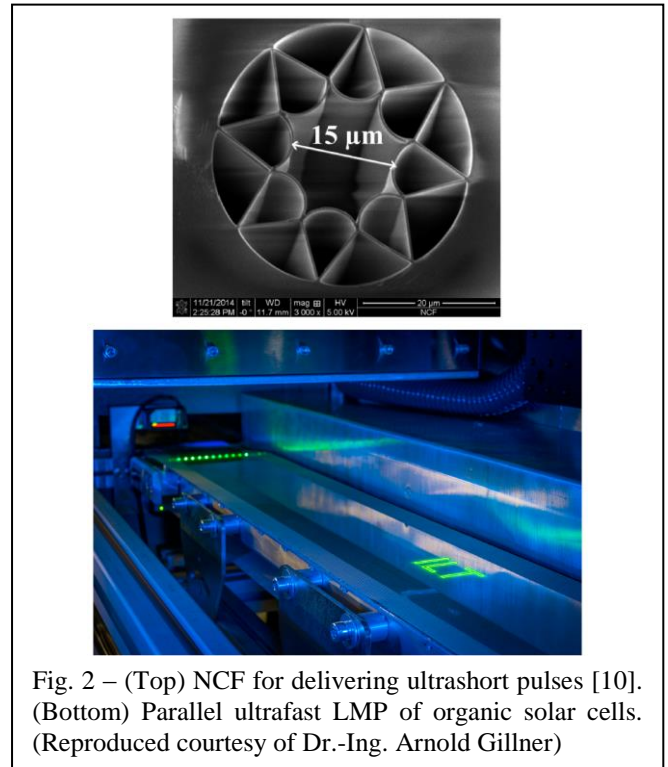 15 µm
11/21/2014 tilt WD mag HV 20 µm
2:25:28 PM -0 ° 11.7 mm 3 000 x 5.00 kV NCF
ILT
Fig. 2 – (Top) NCF for delivering ultrashort pulses [10].
(Bottom) Parallel ultrafast LMP of organic solar cells.
(Reproduced courtesy of Dr.-Ing. Arnold Gillner)